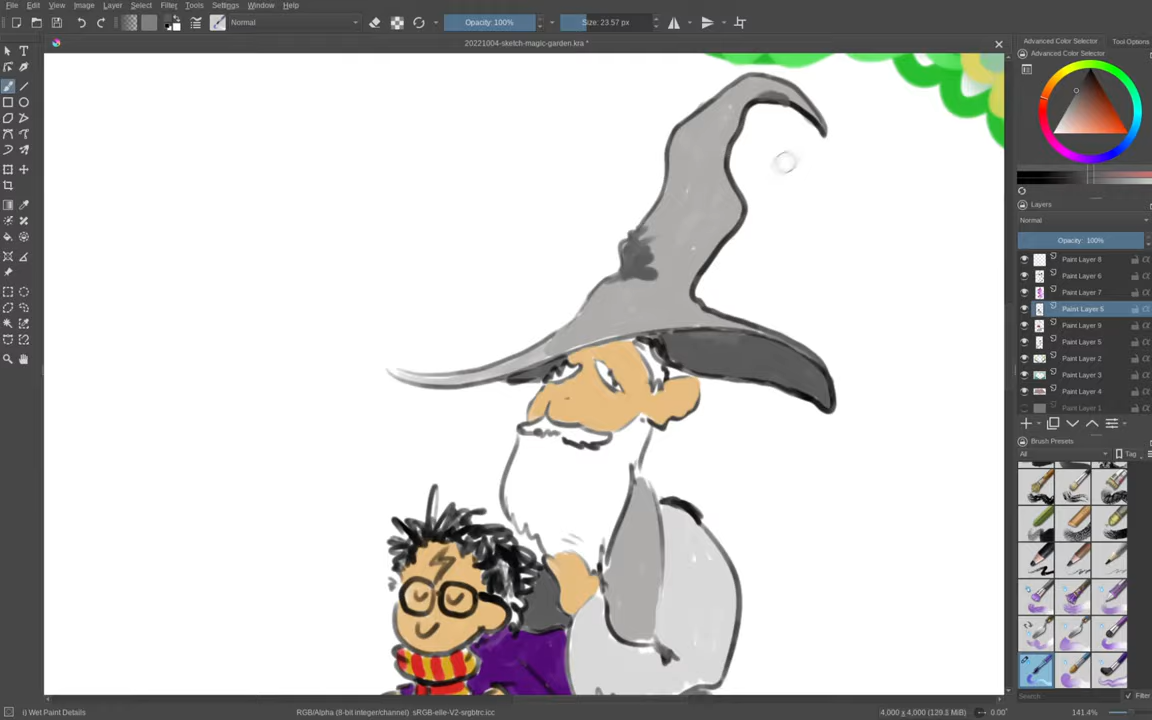 File Edit View Image Layer Select Filter Tools Settings Window Help
Normal
Opacity: 100%
Size: 23.57 px
20221004-sketch-magic-garden.kra *
Advanced Color Selector
Tool Options
Advanced Color Selector
Layers
Normal
Opacity: 100%
Paint Layer 8
Paint Layer 6
Paint Layer 7
Paint Layer 5
Paint Layer 2
Paint Layer 3
Paint Layer 4
Paint Layer 1
Paint Layer 9
Brush Presets
All
Tag
Search
Filter
i) Wet Paint Details
RGB/Alpha (8-bit integer/channel) sRGB-elle-V2-srgbtrc.icc
4,000 x 4,000 (129.8 MiB)
0.00°
141.4%